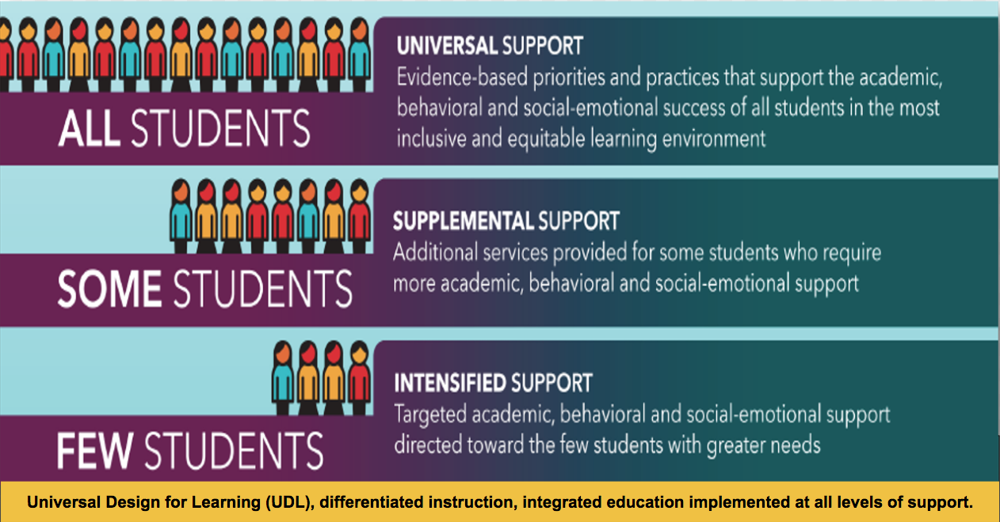 UNIVERSAL SUPPORT
Evidence-based priorities and practices that support the academic,
behavioral and social-emotional success of all students in the most
inclusive and equitable learning environment
ALL STUDENTS
SUPPLEMENTAL SUPPORT
Additional services provided for some students who require
more academic, behavioral and social-emotional support
SOME STUDENTS
INTENSIFIED SUPPORT
Targeted academic, behavioral and social-emotional support
directed toward the few students with greater needs
FEW STUDENTS
Universal Design for Learning (UDL), differentiated instruction, integrated education implemented at all levels of support.